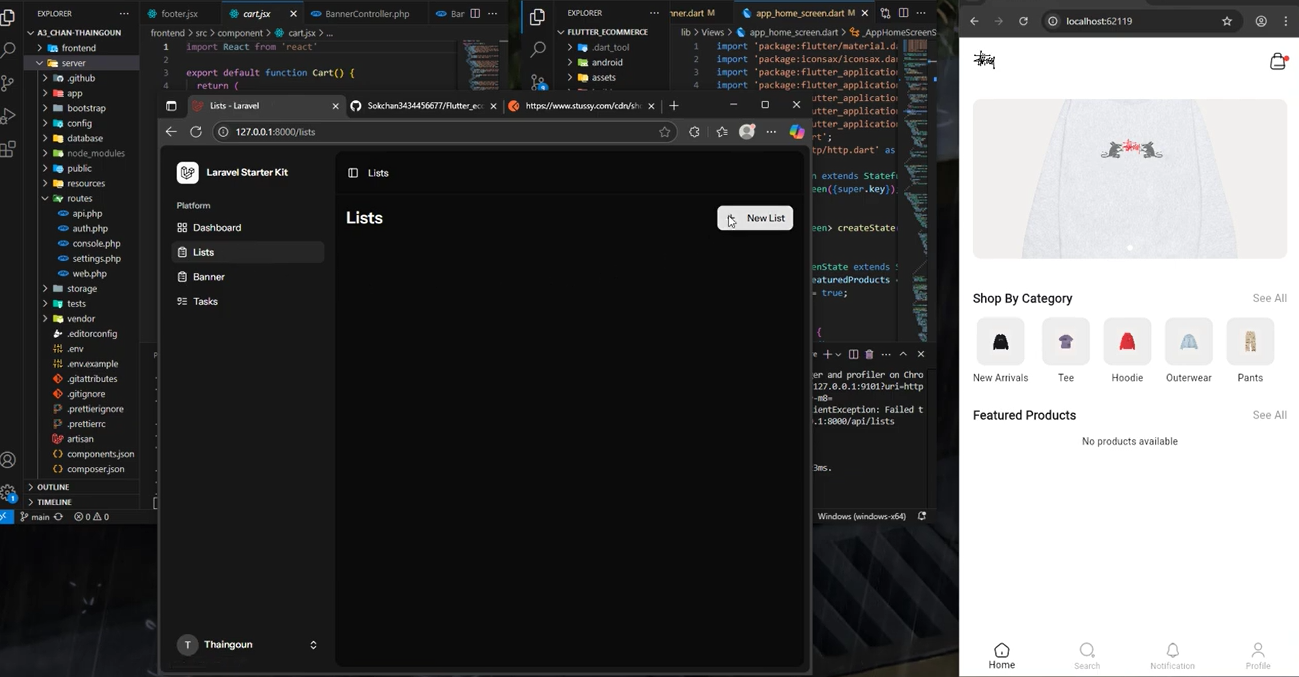 EXPLORER
A3_CHAN-THAINGOUN
frontend
server
.github
app
bootstrap
config
database
node_modules
public
resources
routes
api.php
auth.php
console.php
settings.php
web.php
storage
tests
vendor
.editorconfig
.env
.env.example
.gitattributes
.gitignore
.prettierignore
.prettierrc
artisan
components.json
composer.json
OUTLINE
TIMELINE
main
0 0
footer.jsx
cart.jsx
BannerController.php
Bar
frontend > src > component > cart.jsx > ...
1 import React from 'react'
2
3 export default function Cart() {
4 return (
EXPLORER
FLUTTER_ECOMMERCE
.dart_tool
android
assets
nner.dart M
app_home_screen.dart M
lib > Views > app_home_screen.dart > _AppHomeScreenS
1 import 'package:flutter/material.da
2 import 'package:iconsax/iconsax.dar
3 import 'package:flutter_application
4 import 'package:flutter_application
flutter_application
flutter_application
flutter_application
art';
tp/http.dart' as
n extends Statef
een({super.key})
een> createState(
enState extends S
eaturedProducts =
= true;
{
er and profiler on Chro
127.0.0.1:9101?uri=http
-m8=
ientException: Failed t
.1:8000/api/lists
3ms.
Windows (windows-x64)
Lists - Laravel
Sokchan3434456677/Flutter_ec
https://www.stussy.com/cdn/sh
127.0.0.1:8000/lists
Laravel Starter Kit
Platform
Dashboard
Lists
Banner
Tasks
T Thaingoun
Lists
Lists
New List
localhost:62119
Shop By Category
See All
New Arrivals
Tee
Hoodie
Outerwear
Pants
Featured Products
See All
No products available
Home
Search
Notification
Profile